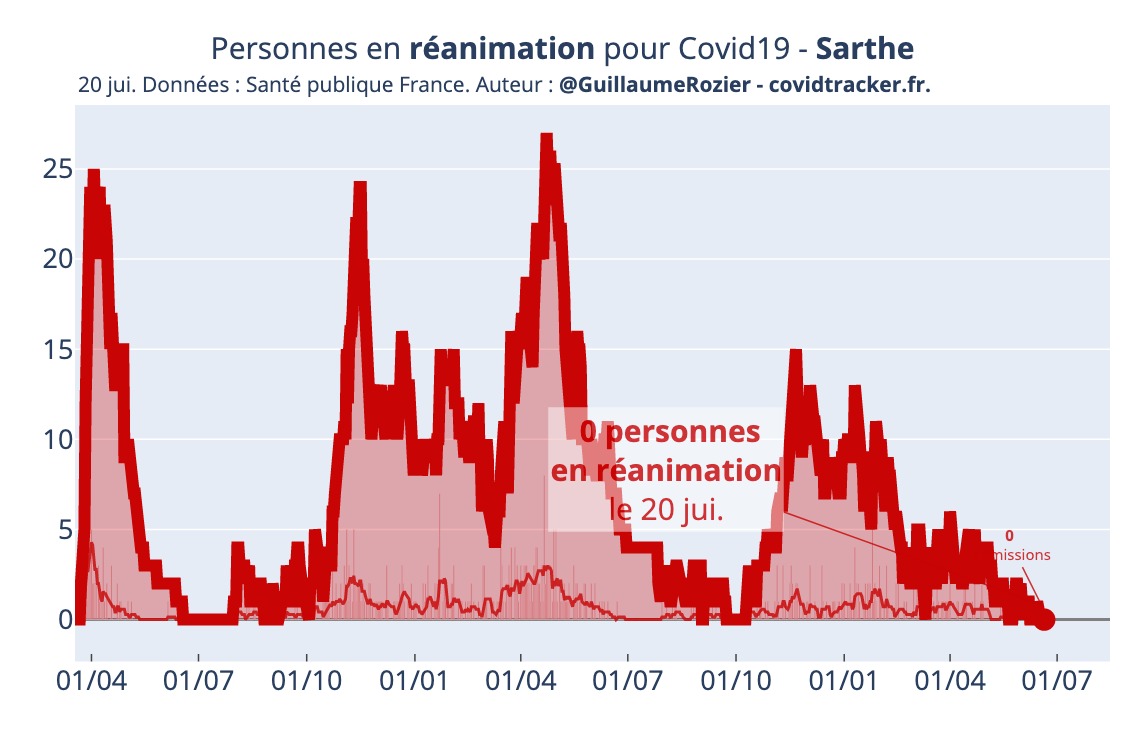 Personnes en réanimation pour Covid19 - Sarthe
20 jui. Données : Santé publique France. Auteur : @GuillaumeRozier - covidtracker.fr.
25
20
15
10
5
0
0 personnes
en réanimation
le 20 jui.
0
missions
01/04 01/07 01/10 01/01 01/04 01/07 01/10 01/01 01/04 01/07